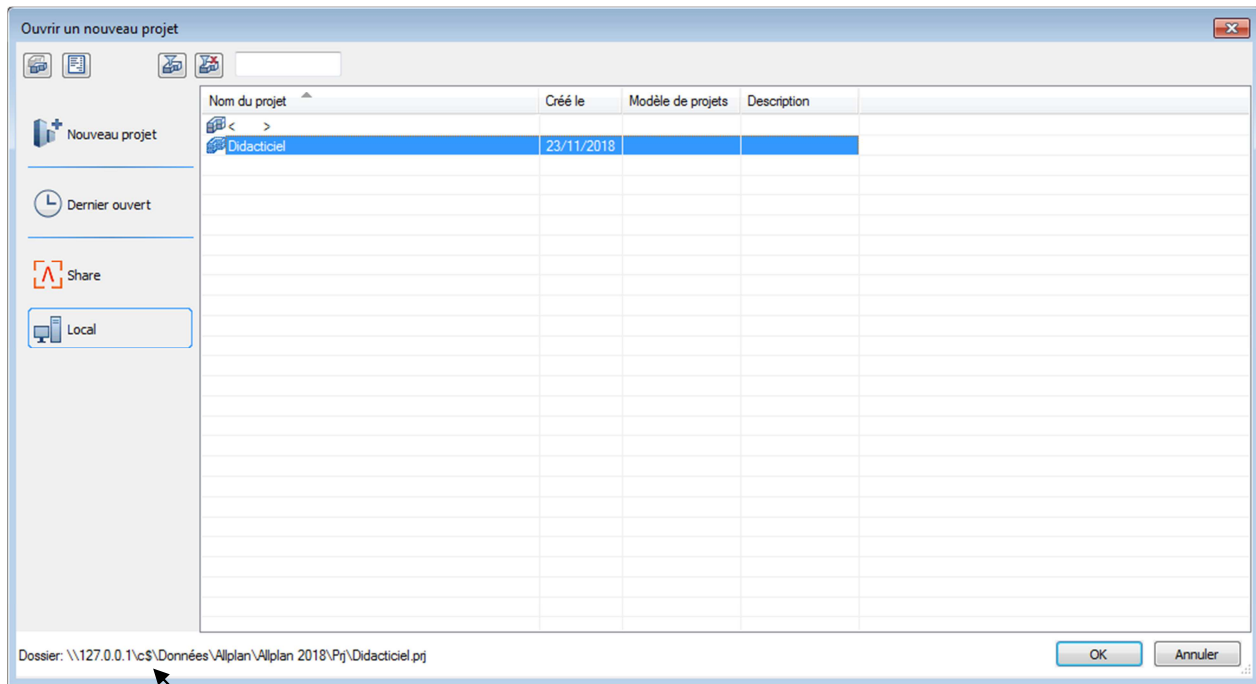 Ouvrir un nouveau projet
Nom du projet Créé le Modèle de projets Description
< >
Didacticiel 23/11/2018
Nouveau projet
Dernier ouvert
Share
Local
Dossier: \\127.0.0.1\c$\Données\Allplan\Allplan 2018\Prj\Didacticiel.prj
OK Annuler